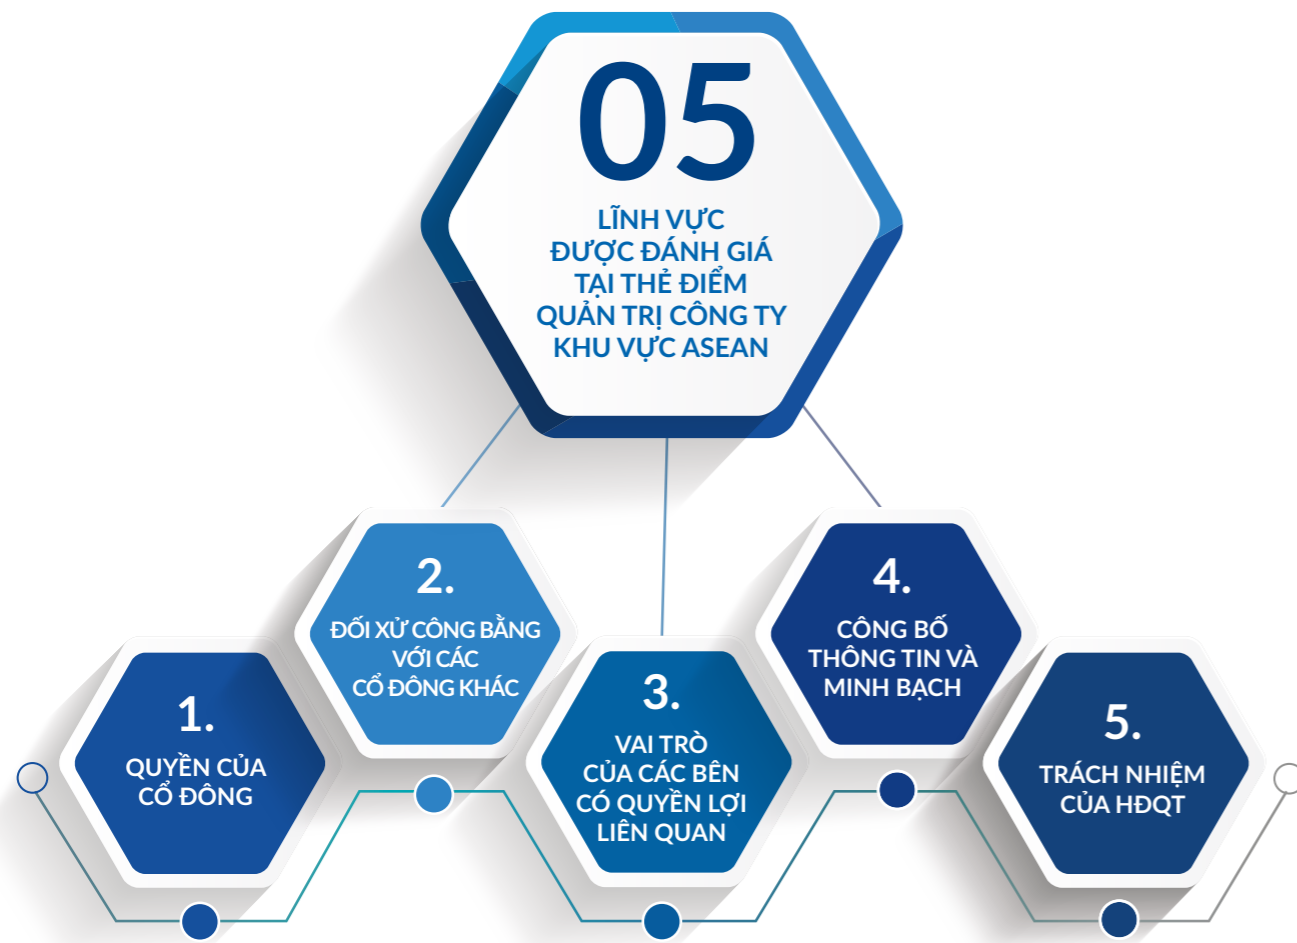 05
LĨNH VỰC
ĐƯỢC ĐÁNH GIÁ
TẠI THẺ ĐIỂM
QUẢN TRỊ CÔNG TY
KHU VỰC ASEAN
1.
QUYỀN CỦA
CỔ ĐÔNG
2.
ĐỐI XỬ CÔNG BẰNG
VỚI CÁC
CỔ ĐÔNG KHÁC
3.
VAI TRÒ
CỦA CÁC BÊN
CÓ QUYỀN LỢI
LIÊN QUAN
4.
CÔNG BỐ
THÔNG TIN VÀ
MINH BẠCH
5.
TRÁCH NHIỆM
CỦA HĐQT